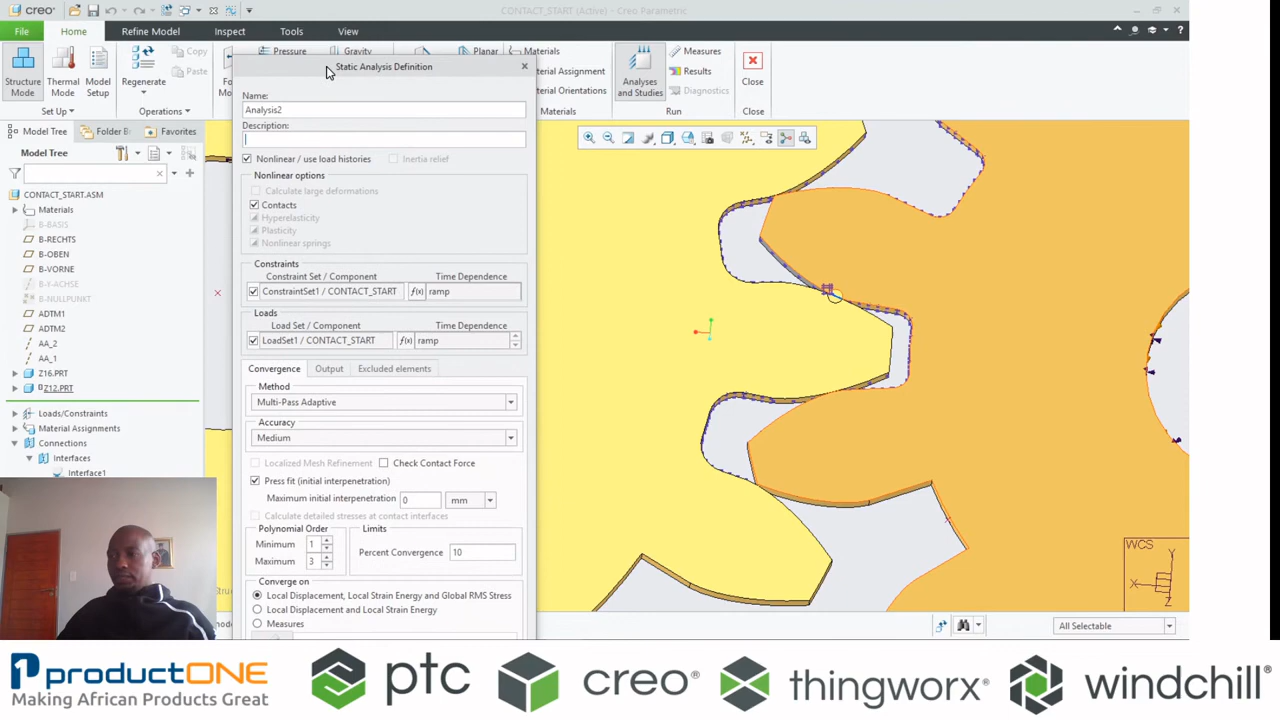 creo
CONTACT_START (Active) - Creo Parametric
File
Home
Refine Model
Inspect
Tools
View
Structure
Mode
Thermal
Mode
Model
Setup
Regenerate
Copy
Paste
Set Up
Operations
Pressure
Gravity
Planar
Materials
Material Assignment
Material Orientations
Materials
Analyses
and Studies
Measures
Results
Diagnostics
Run
Close
Close
Model Tree
Folder B
Favorites
Model Tree
CONTACT_START.ASM
Materials
B-BASIS
B-RECHTS
B-OBEN
B-VORNE
B-Y-ACHSE
B-NULLPUNKT
ADTM1
ADTM2
AA_2
AA_1
Z16.PRT
Z12.PRT
Loads/Constraints
Material Assignments
Connections
Interfaces
Interface1
Static Analysis Definition
Name:
Analysis2
Description:
Nonlinear / use load histories
Inertia relief
Nonlinear options
Calculate large deformations
Contacts
Hyperelasticity
Plasticity
Nonlinear springs
Constraints
Constraint Set / Component
Time Dependence
ConstraintSet1 / CONTACT_START
f(x)
ramp
Loads
Load Set / Component
Time Dependence
LoadSet1 / CONTACT_START
f(x)
ramp
Convergence
Output
Excluded elements
Method
Multi-Pass Adaptive
Accuracy
Medium
Localized Mesh Refinement
Check Contact Force
Press fit (initial interpenetration)
Maximum initial interpenetration
0
mm
Calculate detailed stresses at contact interfaces
Polynomial Order
Minimum
1
Maximum
3
Limits
Percent Convergence
10
Converge on
Local Displacement, Local Strain Energy and Global RMS Stress
Local Displacement and Local Strain Energy
Measures
WCS
X
Y
Z
All Selectable
productONE
Making African Products Great
ptc
creo®
thingworx®
windchill®